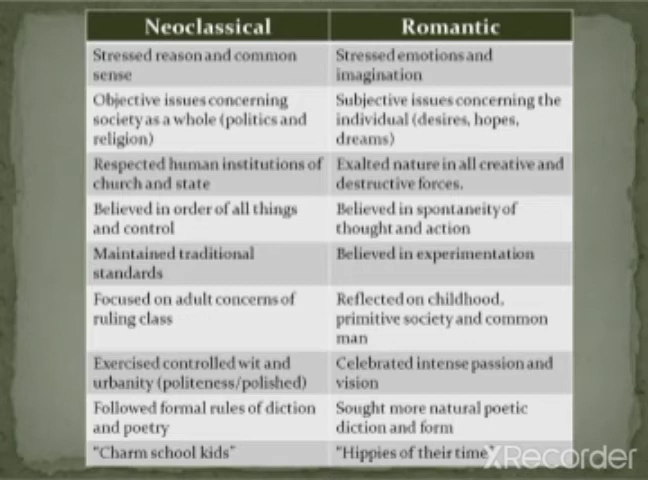 Neoclassical Romantic
Stressed reason and common Stressed emotions and
sense imagination
Objective issues concerning Subjective issues concerning the
society as a whole (politics and individual (desires, hopes,
religion) dreams)
Respected human institutions of Exalted nature in all creative and
church and state destructive forces.
Believed in order of all things Believed in spontaneity of
and control thought and action
Maintained traditional Believed in experimentation
standards
Focused on adult concerns of Reflected on childhood,
ruling class primitive society and common
man
Exercised controlled wit and Celebrated intense passion and
urbanity (politeness/polished) vision
Followed formal rules of diction Sought more natural poetic
and poetry diction and form
"Charm school kids" "Hippies of their time"
XRecorder